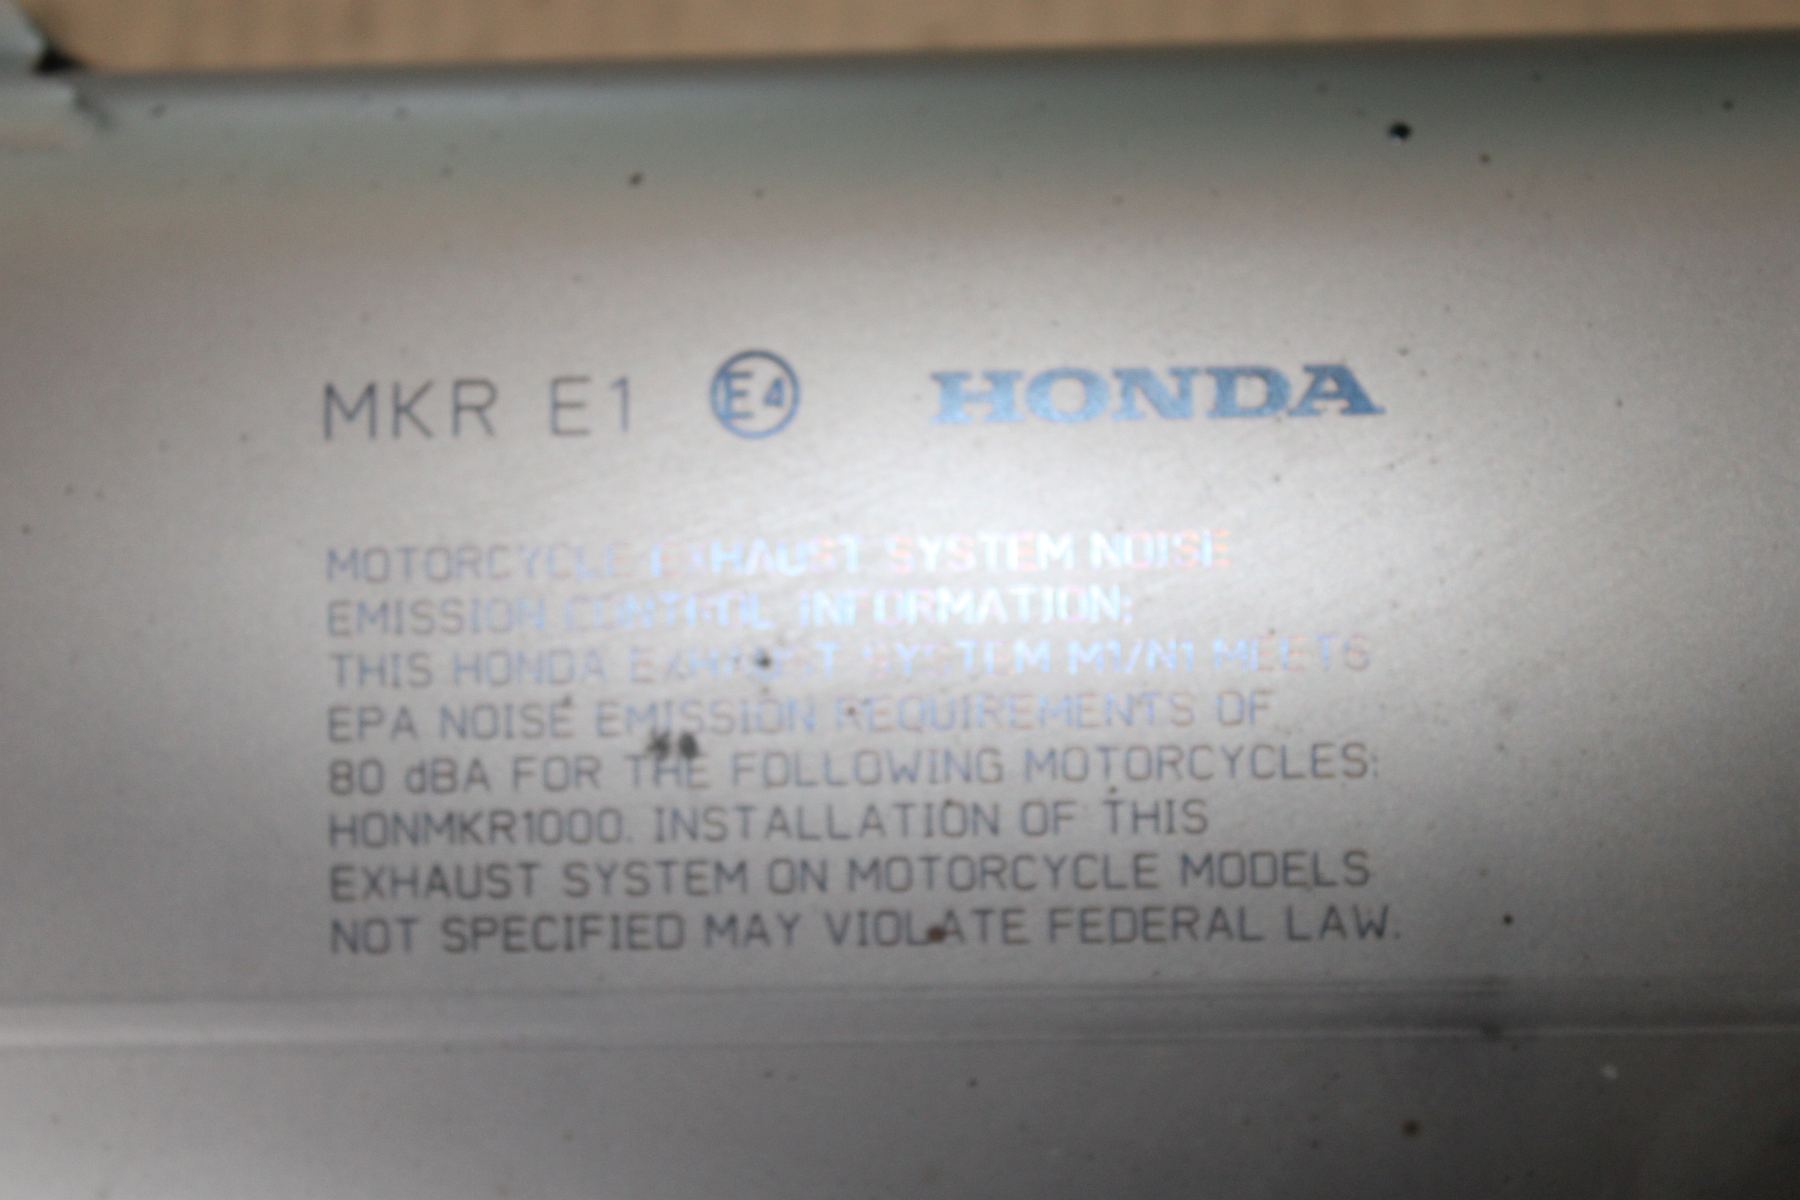 MKR E1 E4 HONDA
MOTORCYCLE EXHAUST SYSTEM NOISE
EMISSION CONTROL INFORMATION:
THIS HONDA EXHAUST SYSTEM M1/N1 MEETS
EPA NOISE EMISSION REQUIREMENTS OF
80 dBA FOR THE FOLLOWING MOTORCYCLES:
HONMKR1000. INSTALLATION OF THIS
EXHAUST SYSTEM ON MOTORCYCLE MODELS
NOT SPECIFIED MAY VIOLATE FEDERAL LAW.